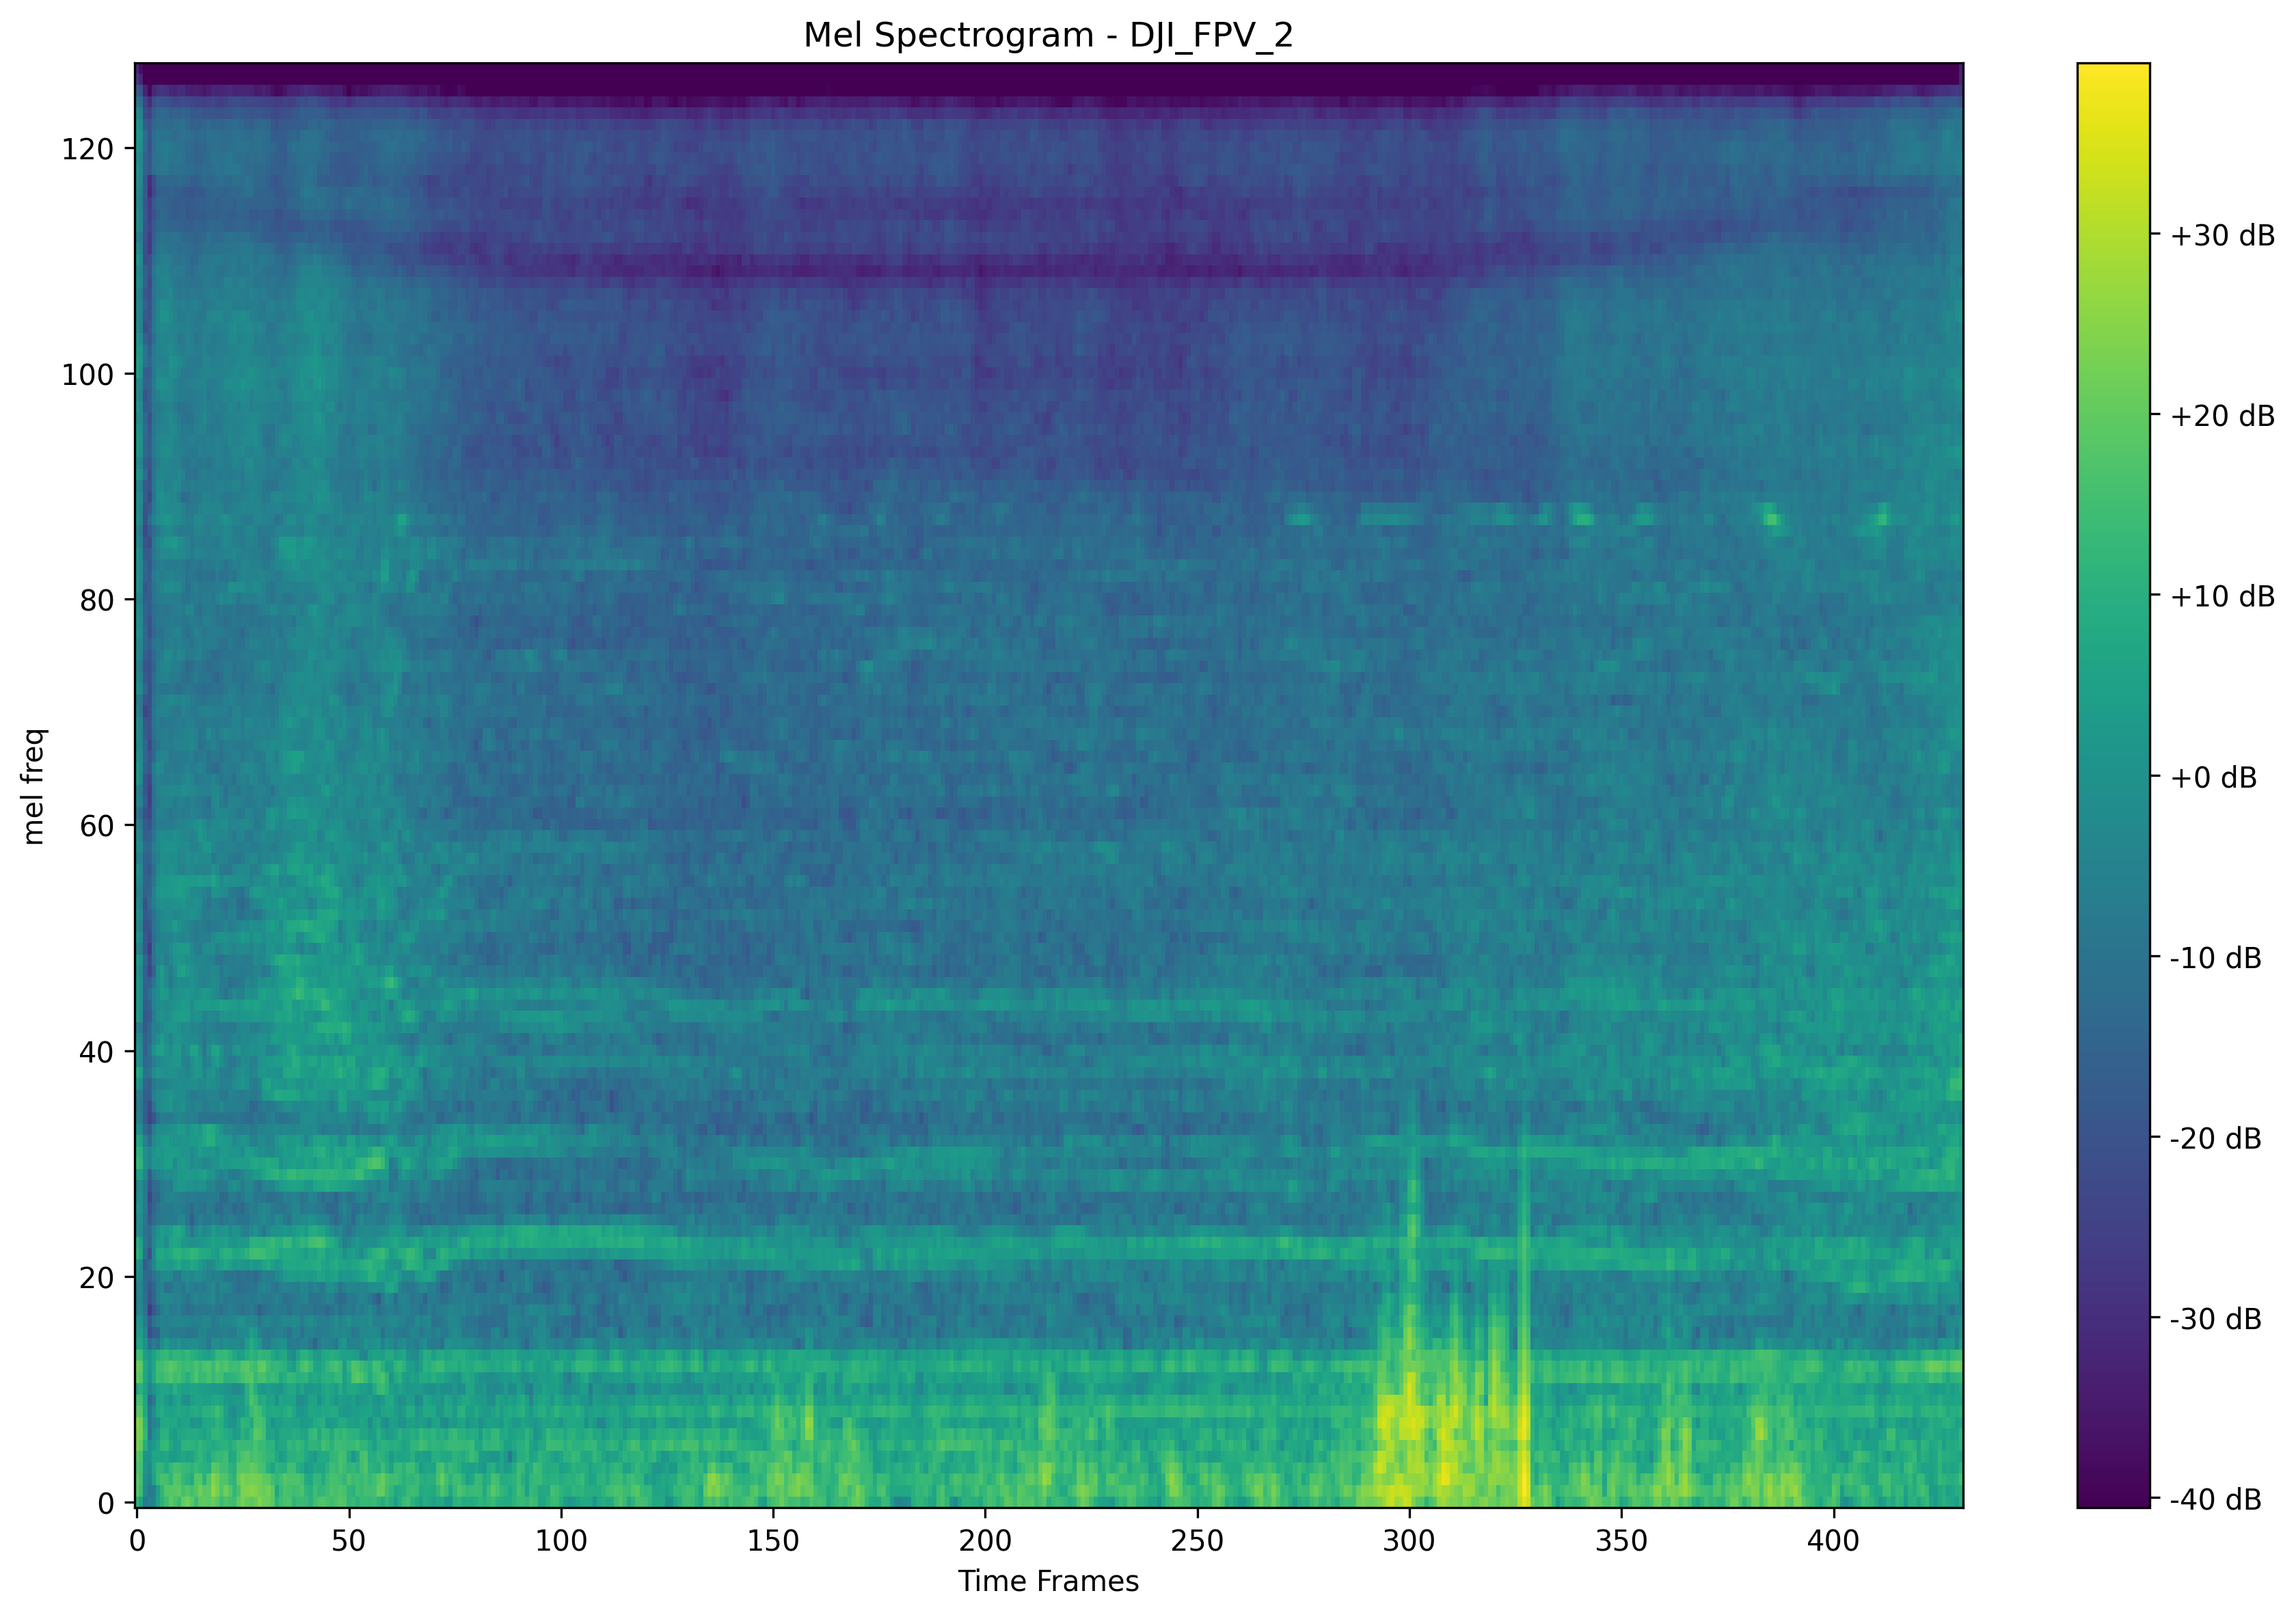 Mel Spectrogram - DJI_FPV_2
120
100
80
60
40
20
0
mel freq
0 50 100 150 200 250 300 350 400
Time Frames
+30 dB
+20 dB
+10 dB
+0 dB
-10 dB
-20 dB
-30 dB
-40 dB